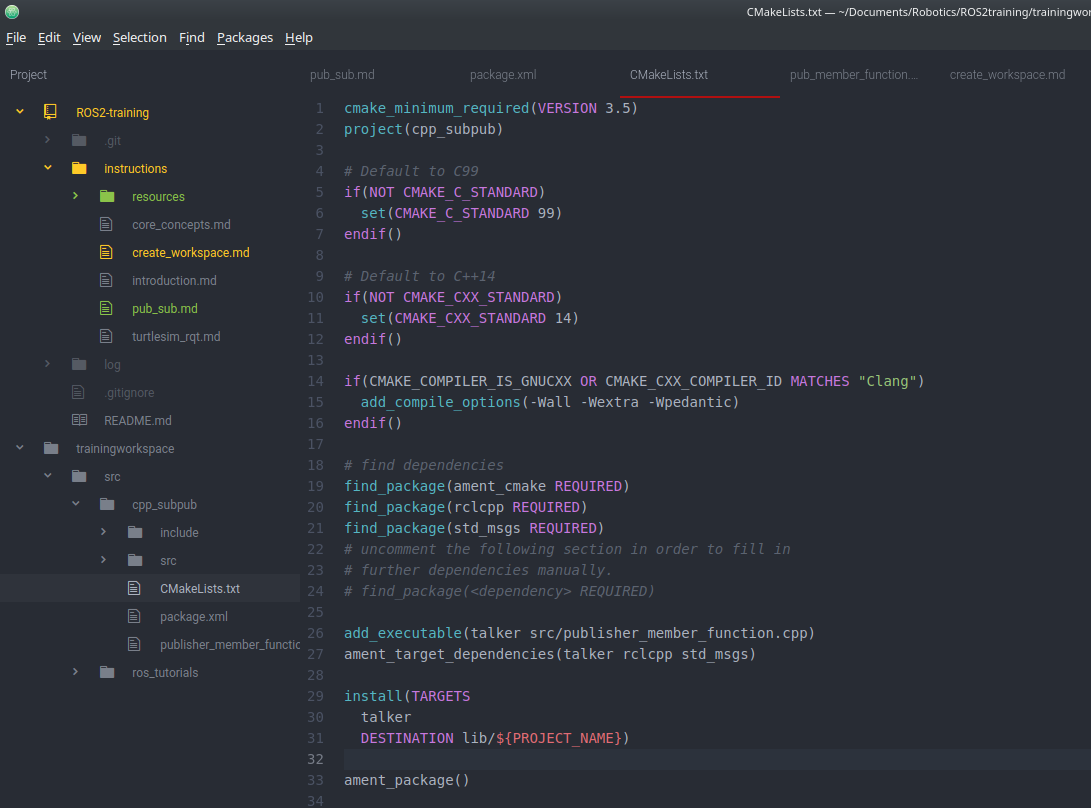 CMakeLists.txt — ~/Documents/Robotics/ROS2training/trainingwor
File Edit View Selection Find Packages Help
Project
pub_sub.md package.xml CMakeLists.txt pub_member_function.... create_workspace.md
ROS2-training
.git
instructions
resources
core_concepts.md
create_workspace.md
introduction.md
pub_sub.md
turtlesim_rqt.md
log
.gitignore
README.md
trainingworkspace
src
cpp_subpub
include
src
CMakeLists.txt
package.xml
publisher_member_functio
ros_tutorials
1 cmake_minimum_required(VERSION 3.5)
2 project(cpp_subpub)
3
4 # Default to C99
5 if(NOT CMAKE_C_STANDARD)
6   set(CMAKE_C_STANDARD 99)
7 endif()
8
9 # Default to C++14
10 if(NOT CMAKE_CXX_STANDARD)
11   set(CMAKE_CXX_STANDARD 14)
12 endif()
13
14 if(CMAKE_COMPILER_IS_GNUCXX OR CMAKE_CXX_COMPILER_ID MATCHES "Clang")
15   add_compile_options(-Wall -Wextra -Wpedantic)
16 endif()
17
18 # find dependencies
19 find_package(ament_cmake REQUIRED)
20 find_package(rclcpp REQUIRED)
21 find_package(std_msgs REQUIRED)
22 # uncomment the following section in order to fill in
23 # further dependencies manually.
24 # find_package(<dependency> REQUIRED)
25
26 add_executable(talker src/publisher_member_function.cpp)
27 ament_target_dependencies(talker rclcpp std_msgs)
28
29 install(TARGETS
30   talker
31   DESTINATION lib/${PROJECT_NAME})
32
33 ament_package()
34